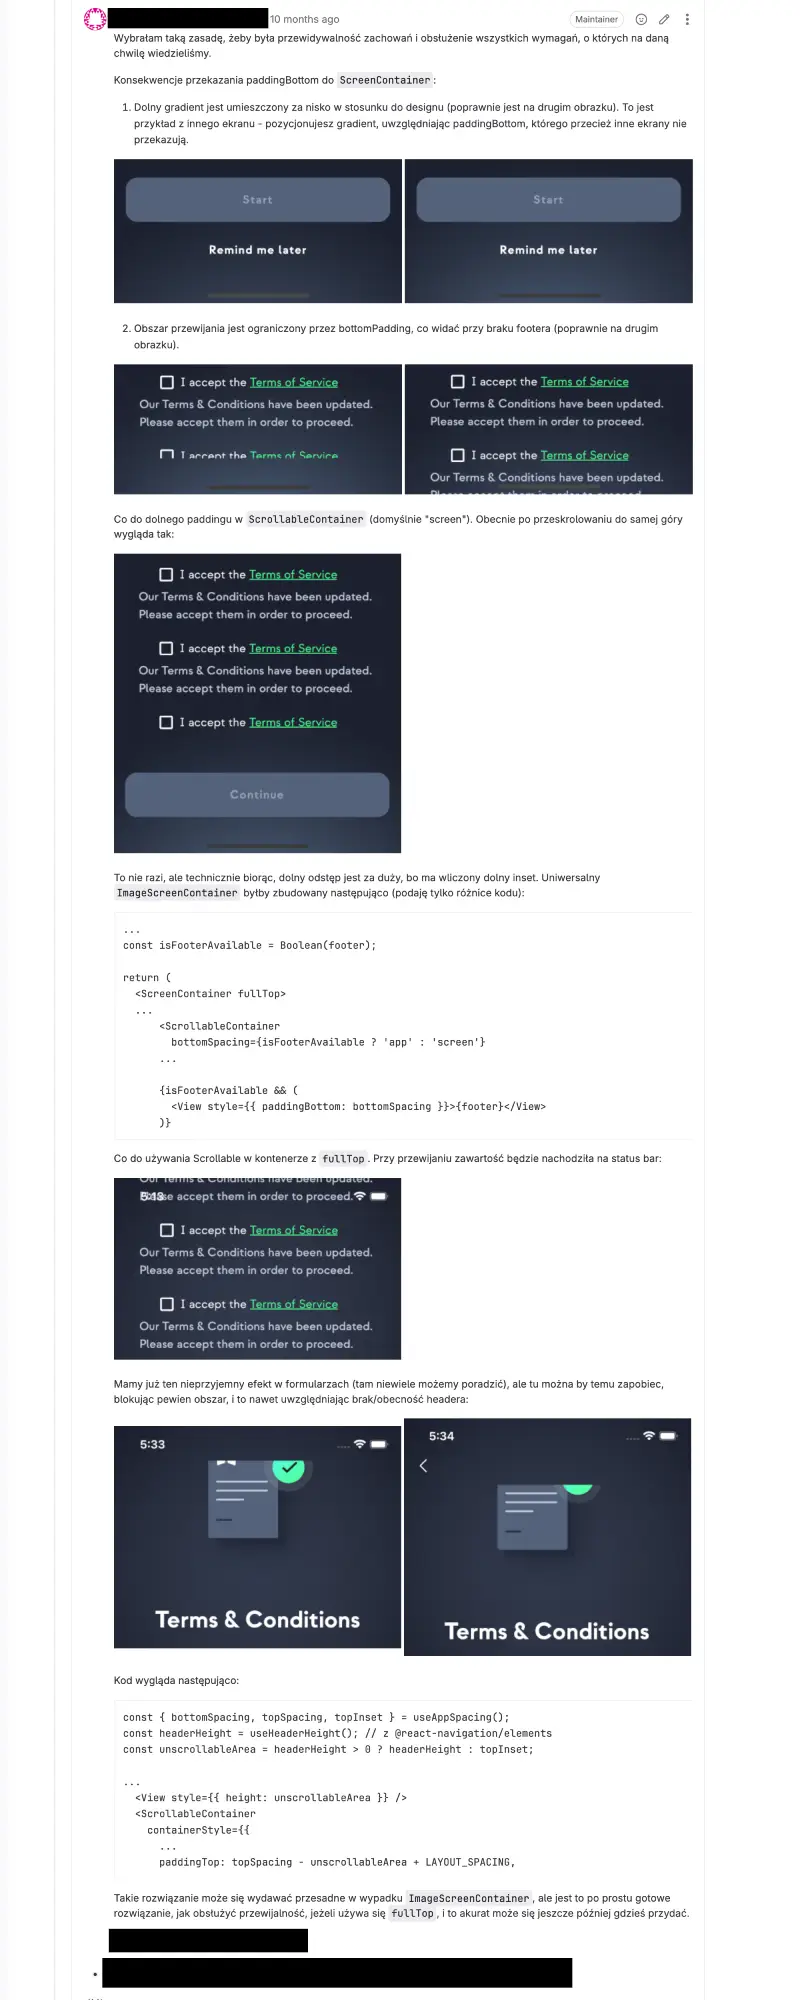 10 months ago
Maintainer
Wybrałam taką zasadę, żeby była przewidywalność zachowań i obsłużenie wszystkich wymagań, o których na daną
chwilę wiedzieliśmy.
Konsekwencje przekazania paddingBottom do ScreenContainer:
1. Dolny gradient jest umieszczony za nisko w stosunku do designu (poprawnie jest na drugim obrazku). To jest
przykład z innego ekranu - pozycjonujesz gradient, uwzględniając paddingBottom, którego przecież inne ekrany nie
przekazują.
Start
Remind me later
Start
Remind me later
2. Obszar przewijania jest ograniczony przez bottomPadding, co widać przy braku footera (poprawnie na drugim
obrazku).
I accept the Terms of Service
Our Terms & Conditions have been updated.
Please accept them in order to proceed.
I accept the Terms of Service
I accept the Terms of Service
Our Terms & Conditions have been updated.
Please accept them in order to proceed.
I accept the Terms of Service
Our Terms & Conditions have been updated.
Please accept them in order to proceed.
Co do dolnego paddingu w ScrollableContainer (domyślnie "screen"). Obecnie po przeskrolowaniu do samej góry
wygląda tak:
I accept the Terms of Service
Our Terms & Conditions have been updated.
Please accept them in order to proceed.
I accept the Terms of Service
Our Terms & Conditions have been updated.
Please accept them in order to proceed.
I accept the Terms of Service
Continue
To nie razi, ale technicznie biorąc, dolny odstęp jest za duży, bo ma wliczony dolny inset. Uniwersalny
ImageScreenContainer byłby zbudowany następująco (podaję tylko różnice kodu):
...
const isFooterAvailable = Boolean(footer);
return (
<ScreenContainer fullTop>
...
<ScrollableContainer
bottomSpacing={isFooterAvailable ? 'app' : 'screen'}
...
{isFooterAvailable && (
<View style={{ paddingBottom: bottomSpacing }}>{footer}</View>
)}
Co do używania Scrollable w kontenerze z fullTop. Przy przewijaniu zawartość będzie nachodziła na status bar:
Our Terms & Conditions have been updated.
5:13
Please accept them in order to proceed.
I accept the Terms of Service
Our Terms & Conditions have been updated.
Please accept them in order to proceed.
I accept the Terms of Service
Our Terms & Conditions have been updated.
Please accept them in order to proceed.
Mamy już ten nieprzyjemny efekt w formularzach (tam niewiele możemy poradzić), ale tu można by temu zapobiec,
blokując pewien obszar, i to nawet uwzględniając brak/obecność headera:
5:33
Terms & Conditions
5:34
Terms & Conditions
Kod wygląda następująco:
const { bottomSpacing, topSpacing, topInset } = useAppSpacing();
const headerHeight = useHeaderHeight(); // z @react-navigation/elements
const unscrollableArea = headerHeight > 0 ? headerHeight : topInset;
...
<View style={{ height: unscrollableArea }} />
<ScrollableContainer
containerStyle={{
...
paddingTop: topSpacing - unscrollableArea + LAYOUT_SPACING,
Takie rozwiązanie może się wydawać przesadne w wypadku ImageScreenContainer, ale jest to po prostu gotowe
rozwiązanie, jak obsłużyć przewijalność, jeżeli używa się fullTop, i to akurat może się jeszcze później gdzieś przydać.